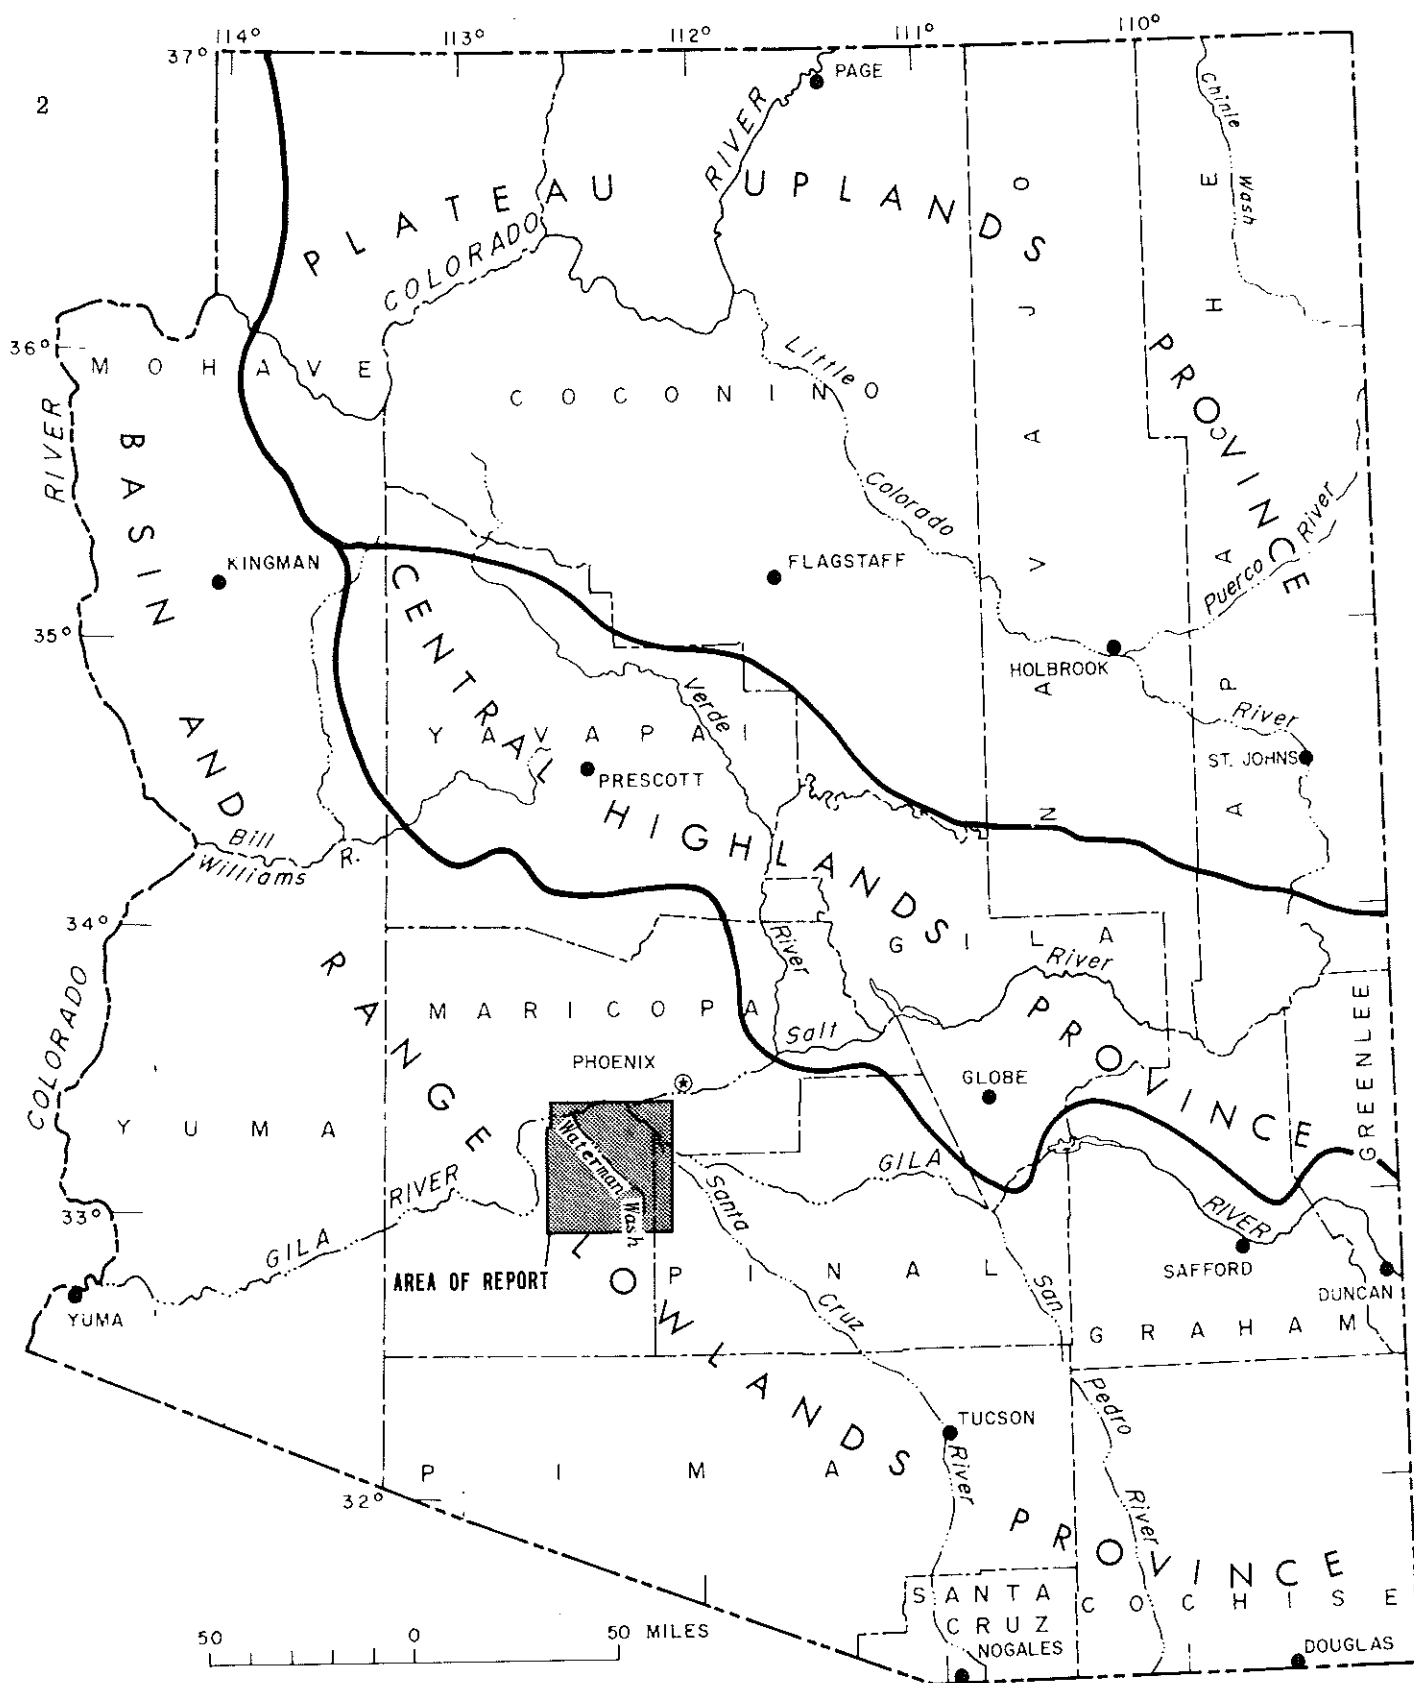 2
114°
113°
112°
111°
110°
37°
PAGE
RIVER
Chinle
Wash
PLATEAU UPLANDS
PROVINCE
COLORADO
NAVAJO
APACHE
36°
MOHAVE
Little
COCONINO
RIVER
BASIN
AND
RANGE
Colorado
KINGMAN
FLAGSTAFF
Puerco River
CENTRAL
HIGHLANDS
PROVINCE
35°
HOLBROOK
Verde
River
YAVAPAI
PRESCOTT
River
ST. JOHNS
Bill
Williams
R.
34°
GILA
River
COLORADO
MARICOPA
Salt
GREENLEE
PHOENIX
GLOBE
YUMA
Waterman Wash
GILA
RIVER
Santa
33°
RIVER
GILA
AREA OF REPORT
LOWLANDS
PINAL
San
SAFFORD
DUNCAN
YUMA
Cruz
GRAHAM
Pedro
TUCSON
River
PIMA
River
32°
PROVINCE
SANTA
CRUZ
COCHISE
50 0 50 MILES
NOGALES
DOUGLAS